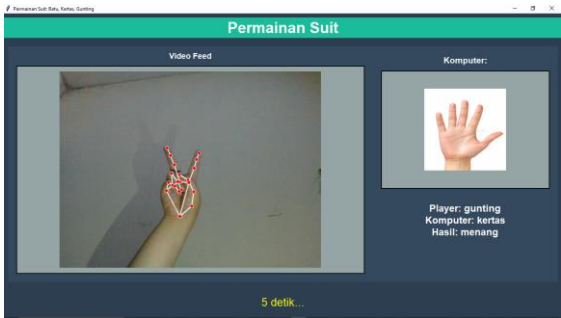 Permainan Suit: Batu, Kertas, Gunting
Permainan Suit
Video Feed
Komputer:
Player: gunting
Komputer: kertas
Hasil: menang
5 detik...